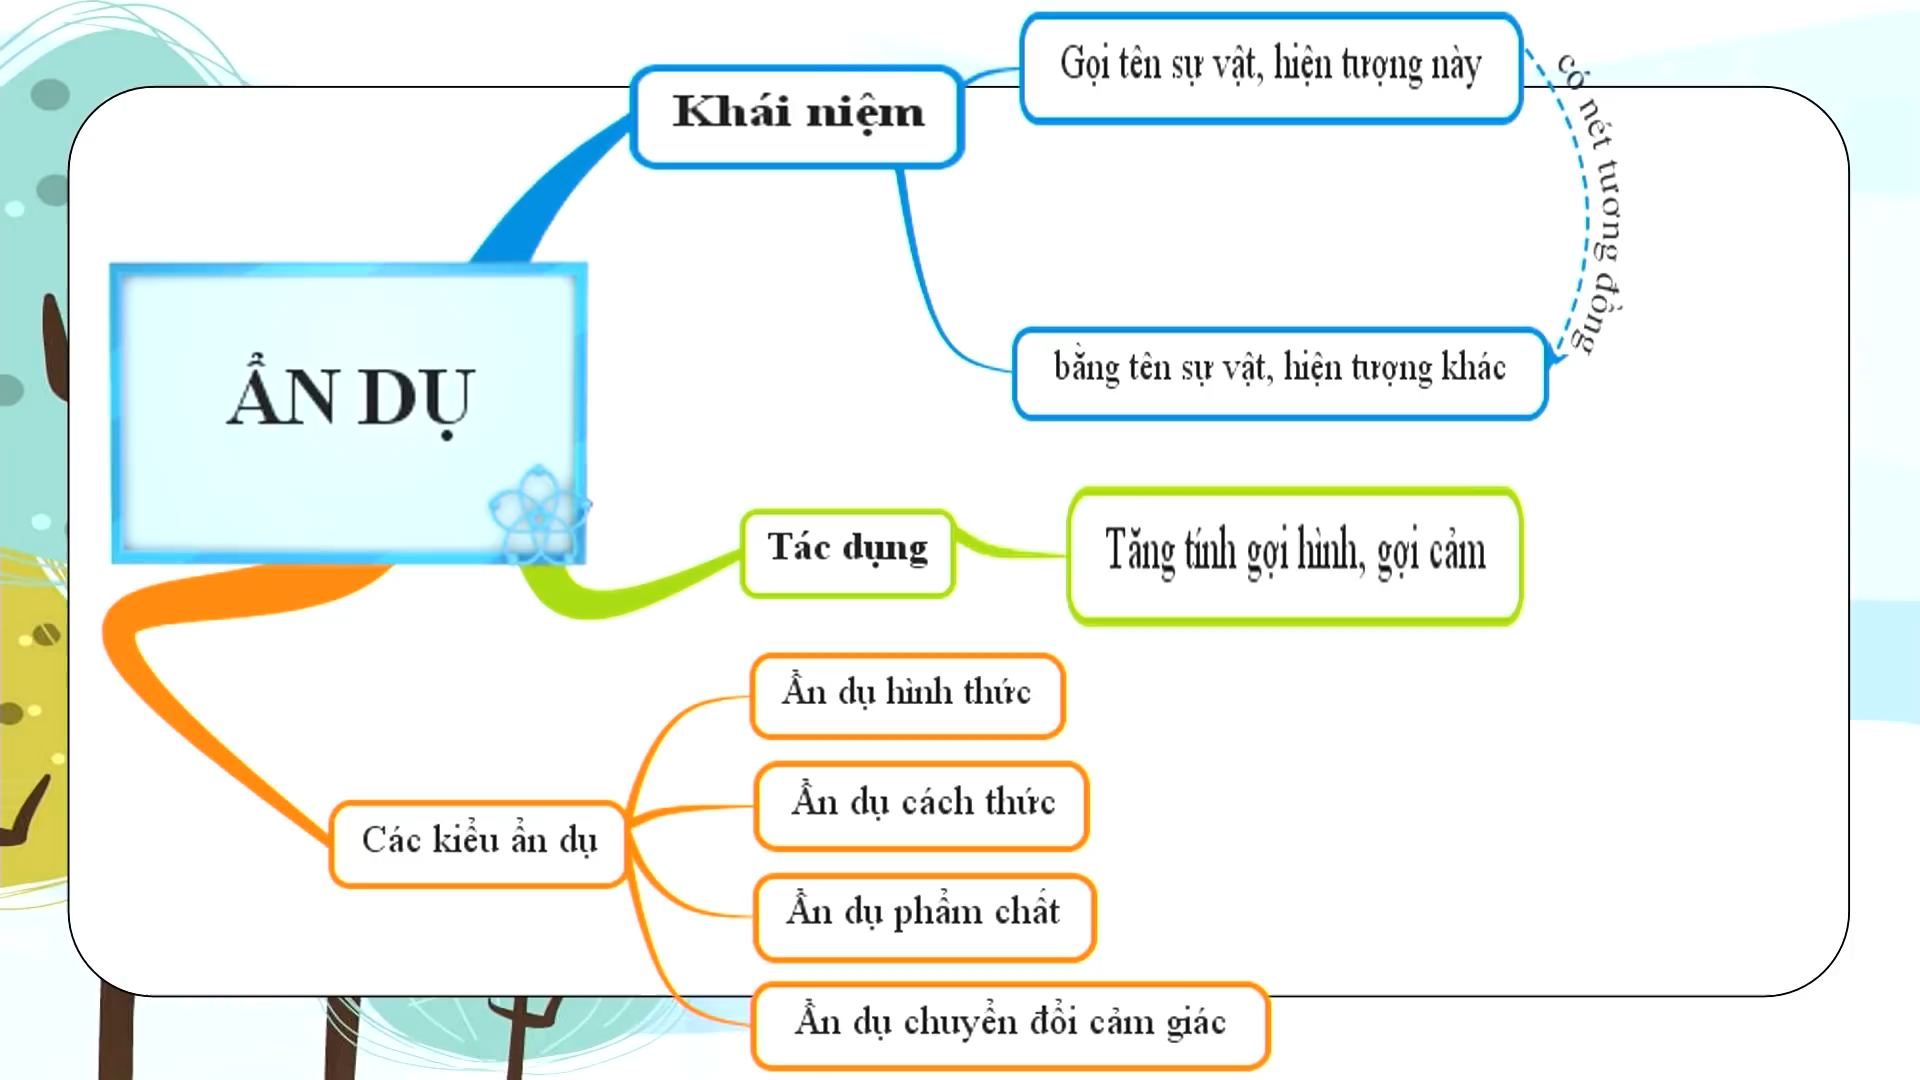 Khái niệm
Gọi tên sự vật, hiện tượng này
có nét tương đồng
bằng tên sự vật, hiện tượng khác
ẨN DỤ
Tác dụng
Tăng tính gợi hình, gợi cảm
Các kiểu ẩn dụ
Ẩn dụ hình thức
Ẩn dụ cách thức
Ẩn dụ phẩm chất
Ẩn dụ chuyển đổi cảm giác